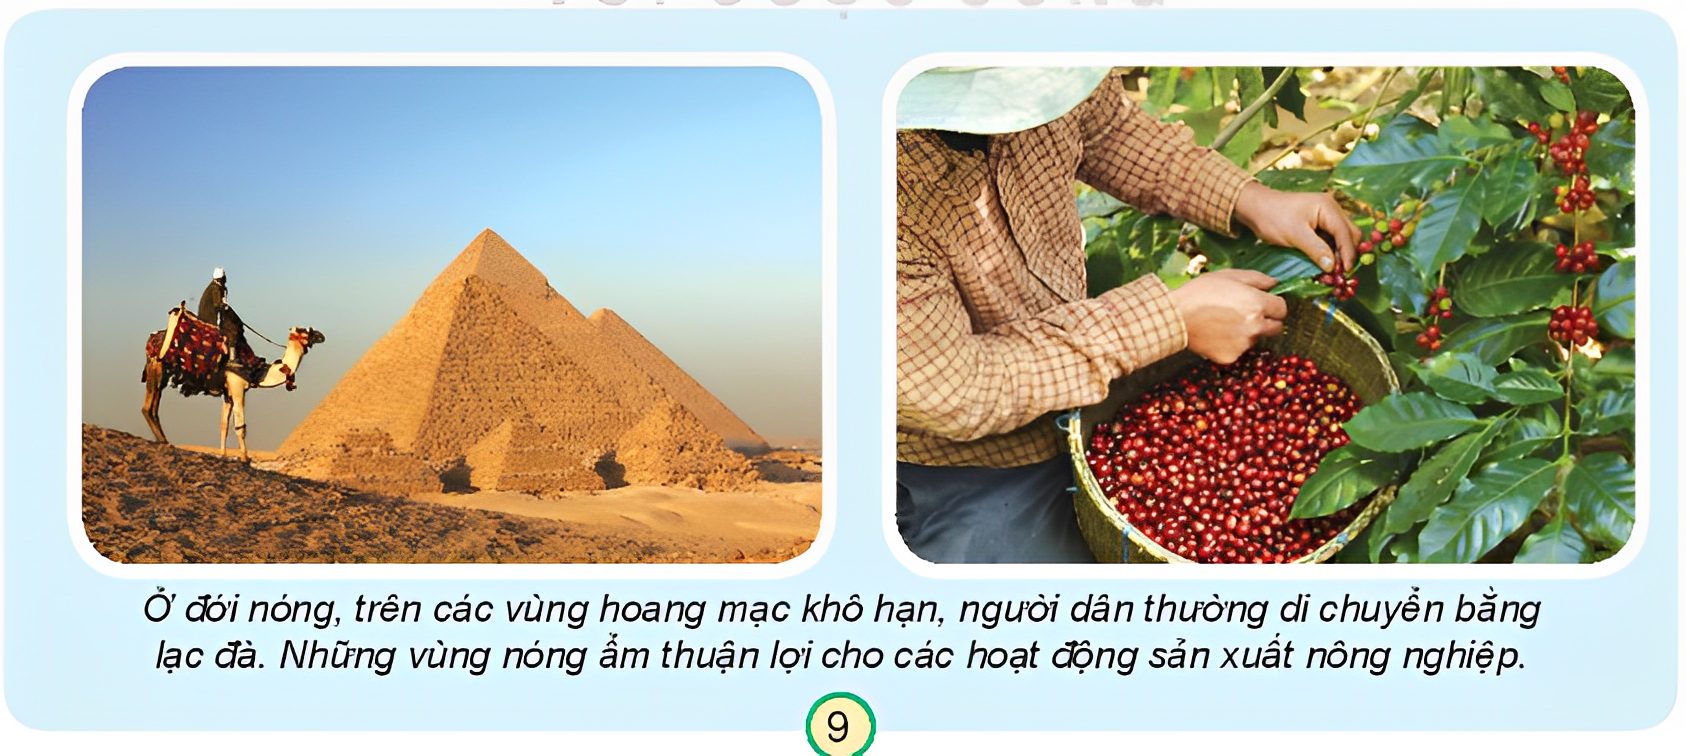 Ở đới nóng, trên các vùng hoang mạc khô hạn, người dân thường di chuyển bằng
lạc đà. Những vùng nóng ẩm thuận lợi cho các hoạt động sản xuất nông nghiệp.
9